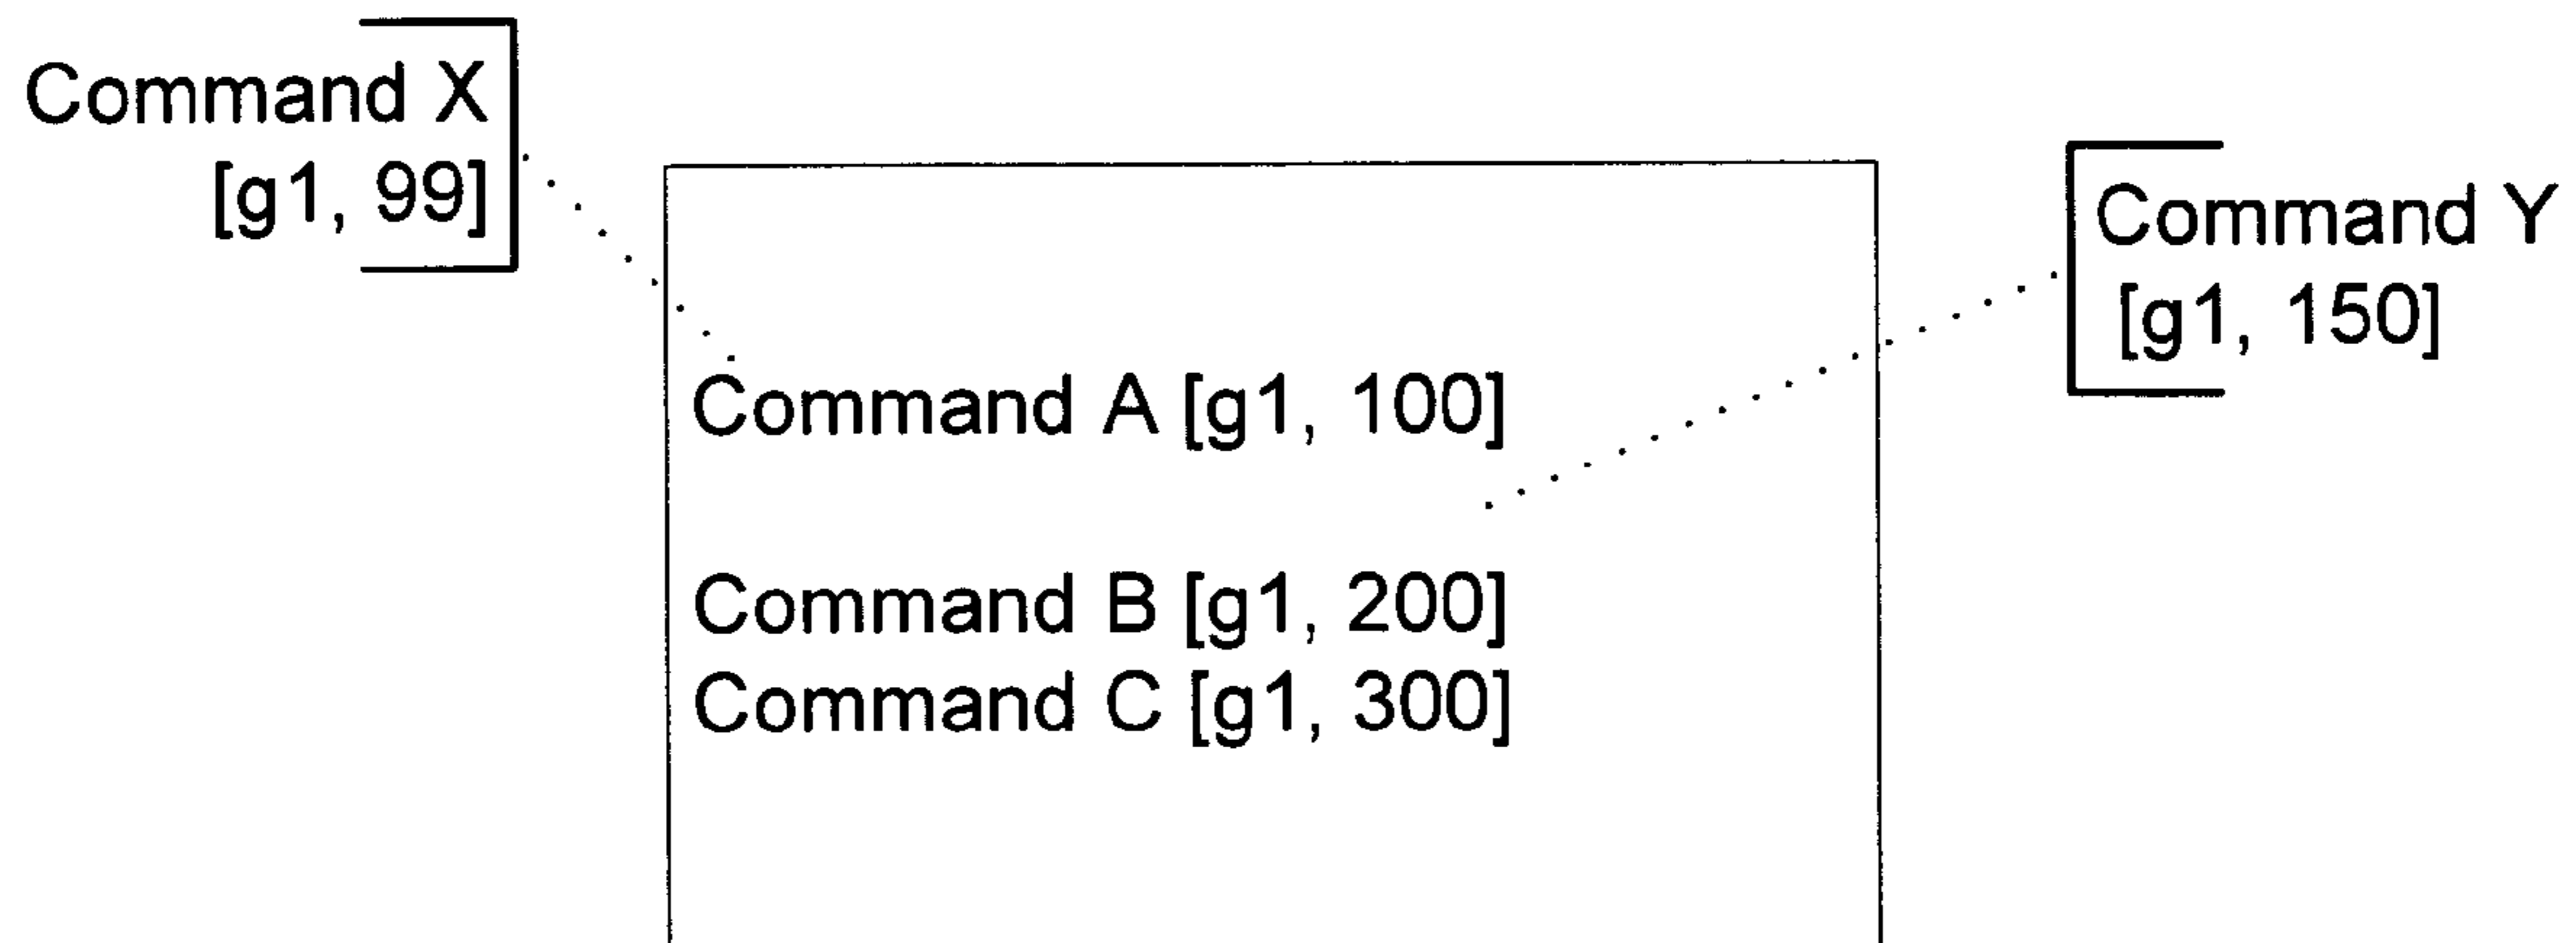 Command X
[g1, 99]
Command Y
[g1, 150]
Command A [g1, 100]
Command B [g1, 200]
Command C [g1, 300]